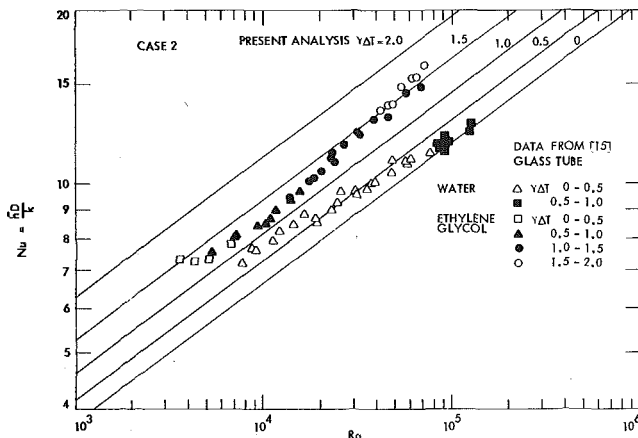 20
CASE 2
PRESENT ANALYSIS γΔT = 2.0
1.5
1.0
0.5
0
15
10
9
8
7
6
5
4
Nu = h̄D/k
DATA FROM [15]
GLASS TUBE
WATER △ γΔT 0 - 0.5
■ 0.5 - 1.0
ETHYLENE GLYCOL □ γΔT 0 - 0.5
▲ 0.5 - 1.0
● 1.0 - 1.5
○ 1.5 - 2.0
10³
10⁴
10⁵
10⁶